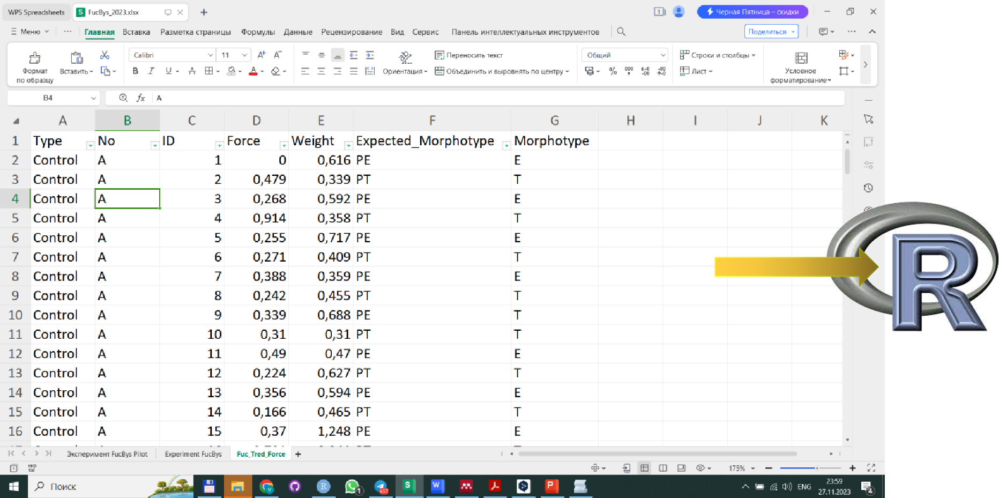 WPS Spreadsheets
S FucBys_2023.xlsx
1
Черная Пятница – скидки
Меню
Главная Вставка Разметка страницы Формулы Данные Рецензирование Вид Сервис Панель интеллектуальных инструментов
Поделиться
Формат по образцу
Вставить
Calibri 11
Ориентация
Переносить текст
Объединить и выровнять по центру
Общий
Строки и столбцы
Лист
Условное форматирование
B4
fx A
A B C D E F G H I J K
1 Type No ID Force Weight Expected_Morphotype Morphotype
2 Control A 1 0 0,616 PE E
3 Control A 2 0,479 0,339 PT T
4 Control A 3 0,268 0,592 PE E
5 Control A 4 0,914 0,358 PT T
6 Control A 5 0,255 0,717 PE E
7 Control A 6 0,271 0,409 PT T
8 Control A 7 0,388 0,359 PE E
9 Control A 8 0,242 0,455 PT T
10 Control A 9 0,339 0,688 PE T
11 Control A 10 0,31 0,31 PT T
12 Control A 11 0,49 0,47 PE E
13 Control A 12 0,224 0,627 PT T
14 Control A 13 0,356 0,594 PE E
15 Control A 14 0,166 0,465 PT T
16 Control A 15 0,37 1,248 PE E
R
Эксперимент FucBys Pilot Experiment FucBys Fuc_Tred_Force
175%
Поиск
ENG
23:59
27.11.2023
4